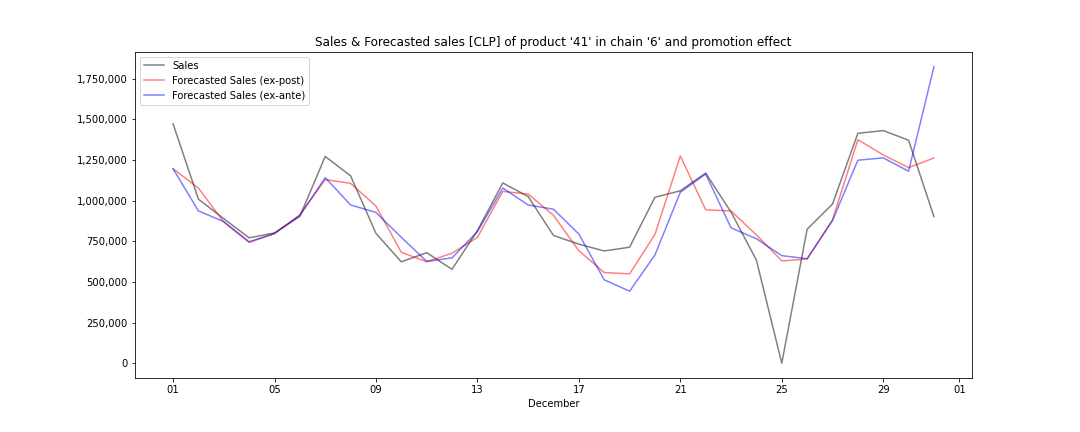 Sales & Forecasted sales [CLP] of product '41' in chain '6' and promotion effect
Sales
Forecasted Sales (ex-post)
Forecasted Sales (ex-ante)
1,750,000
1,500,000
1,250,000
1,000,000
750,000
500,000
250,000
0
01 05 09 13 17 21 25 29 01
December